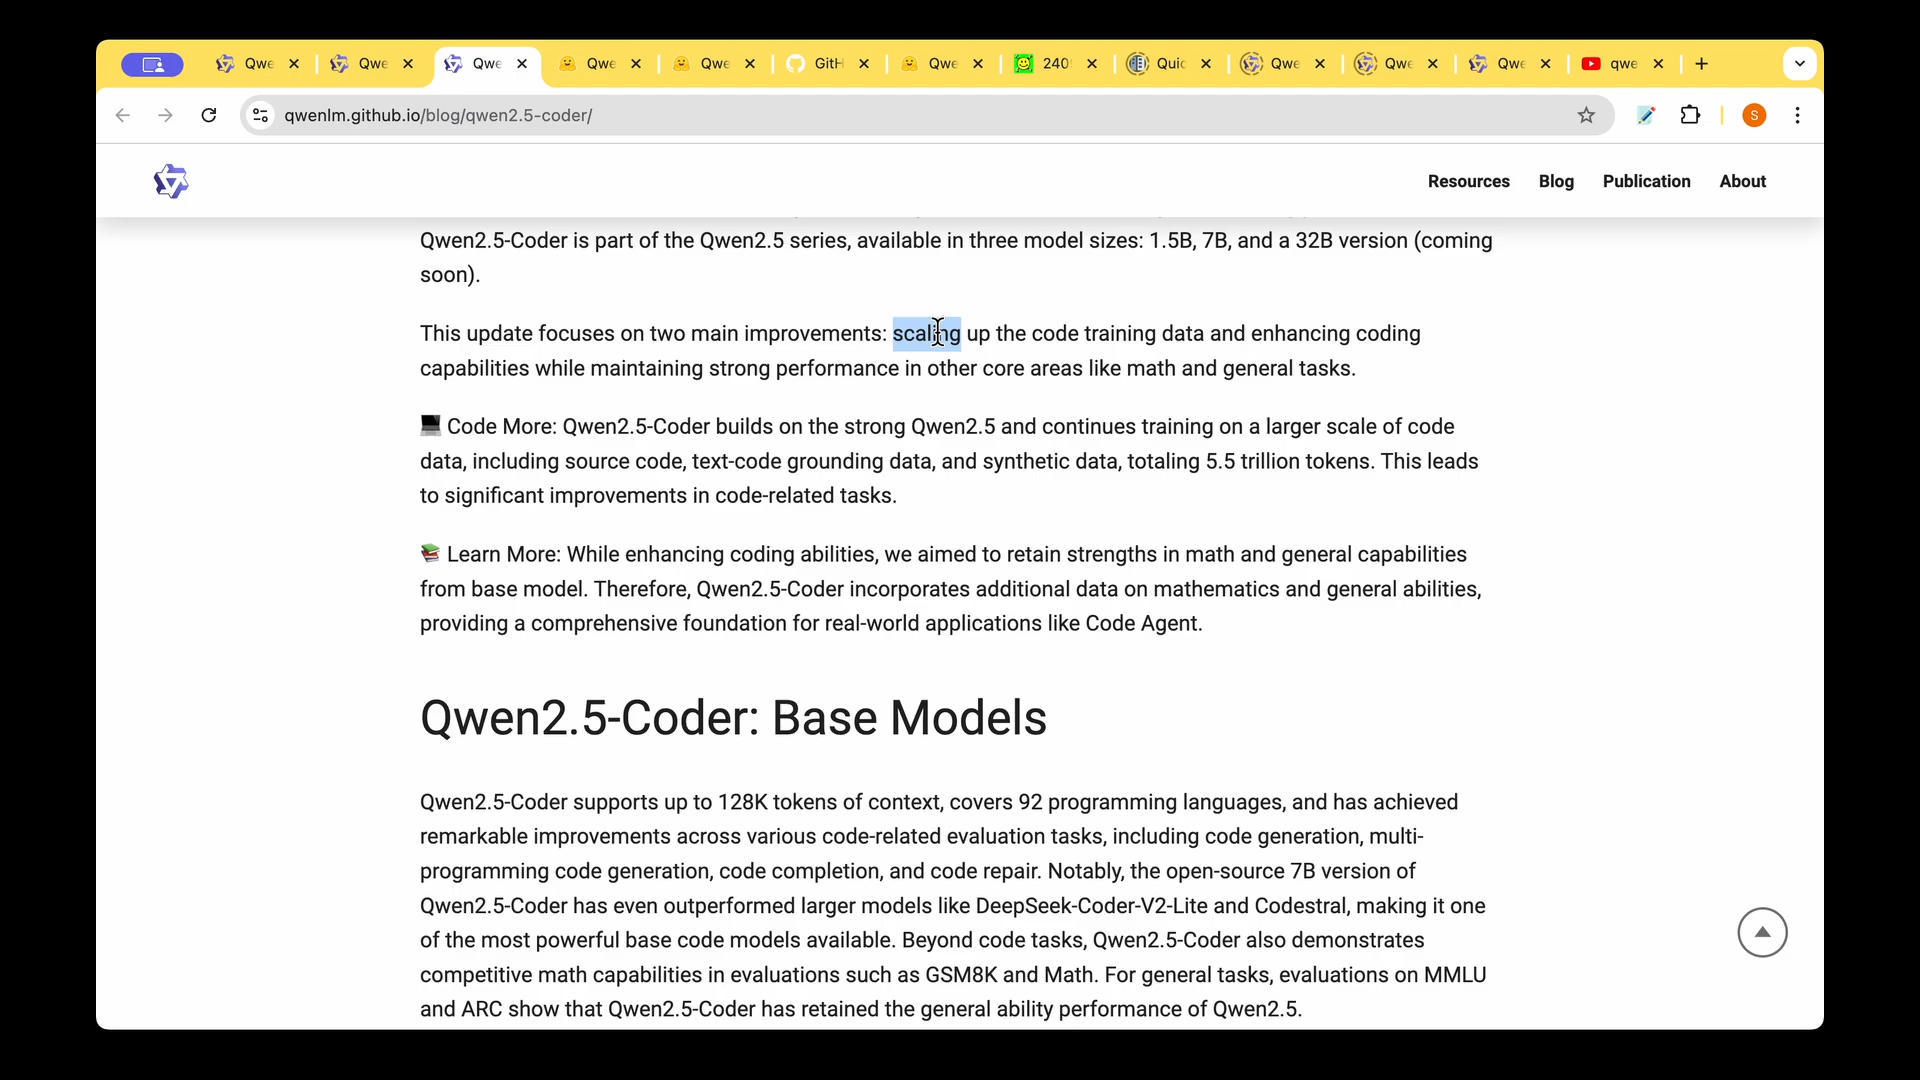 Qwe
Qwe
Qwe
Qwe
Qwe
GitH
Qwe
240
Quic
Qwe
Qwe
Qwe
qwe
qwenlm.github.io/blog/qwen2.5-coder/
S
Resources
Blog
Publication
About
Qwen2.5-Coder is part of the Qwen2.5 series, available in three model sizes: 1.5B, 7B, and a 32B version (coming
soon).
This update focuses on two main improvements: scaling up the code training data and enhancing coding
capabilities while maintaining strong performance in other core areas like math and general tasks.
💻 Code More: Qwen2.5-Coder builds on the strong Qwen2.5 and continues training on a larger scale of code
data, including source code, text-code grounding data, and synthetic data, totaling 5.5 trillion tokens. This leads
to significant improvements in code-related tasks.
📚 Learn More: While enhancing coding abilities, we aimed to retain strengths in math and general capabilities
from base model. Therefore, Qwen2.5-Coder incorporates additional data on mathematics and general abilities,
providing a comprehensive foundation for real-world applications like Code Agent.
Qwen2.5-Coder: Base Models
Qwen2.5-Coder supports up to 128K tokens of context, covers 92 programming languages, and has achieved
remarkable improvements across various code-related evaluation tasks, including code generation, multi-
programming code generation, code completion, and code repair. Notably, the open-source 7B version of
Qwen2.5-Coder has even outperformed larger models like DeepSeek-Coder-V2-Lite and Codestral, making it one
of the most powerful base code models available. Beyond code tasks, Qwen2.5-Coder also demonstrates
competitive math capabilities in evaluations such as GSM8K and Math. For general tasks, evaluations on MMLU
and ARC show that Qwen2.5-Coder has retained the general ability performance of Qwen2.5.